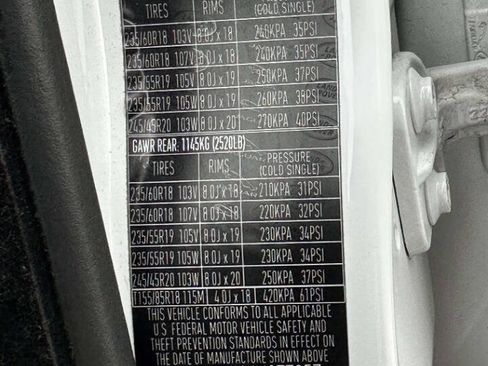 TIRES RIMS (COLD SINGLE)
235/60R18 103V 8.0J x 18 240KPA 35PSI
235/60R18 107V 8.0J x 18 240KPA 35PSI
235/55R19 105V 8.0J x 19 250KPA 37PSI
235/55R19 105W 8.0J x 19 260KPA 38PSI
245/45R20 103W 8.0J x 20 270KPA 40PSI
GAWR REAR: 1145KG (2520LB)
TIRES RIMS PRESSURE
(COLD SINGLE)
235/60R18 103V 8.0J x 18 210KPA 31PSI
235/60R18 107V 8.0J x 18 220KPA 32PSI
235/55R19 105V 8.0J x 19 230KPA 34PSI
235/55R19 105W 8.0J x 19 230KPA 34PSI
245/45R20 103W 8.0J x 20 250KPA 37PSI
T155/85R18 115M 4.0J x 18 420KPA 61PSI
THIS VEHICLE CONFORMS TO ALL APPLICABLE
U.S. FEDERAL MOTOR VEHICLE SAFETY AND
THEFT PREVENTION STANDARDS IN EFFECT ON
THE DATE OF MANUFACTURE SHOWN ABOVE